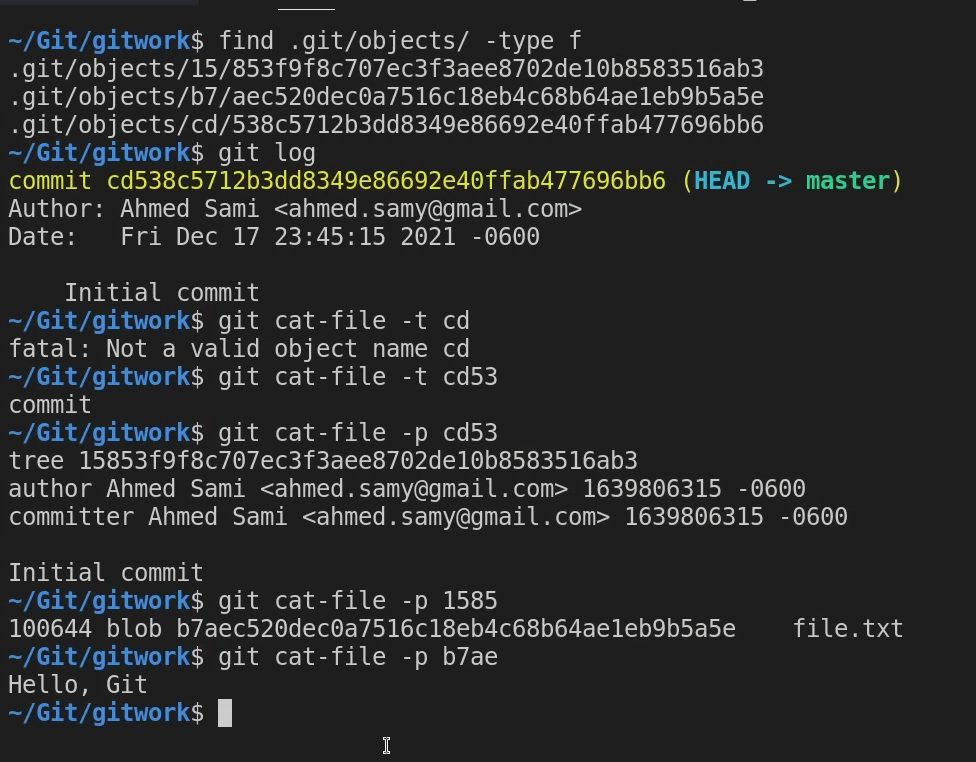 ~/Git/gitwork$ find .git/objects/ -type f
.git/objects/15/853f9f8c707ec3f3aee8702de10b8583516ab3
.git/objects/b7/aec520dec0a7516c18eb4c68b64ae1eb9b5a5e
.git/objects/cd/538c5712b3dd8349e86692e40ffab477696bb6
~/Git/gitwork$ git log
commit cd538c5712b3dd8349e86692e40ffab477696bb6 (HEAD -> master)
Author: Ahmed Sami <ahmed.samy@gmail.com>
Date:   Fri Dec 17 23:45:15 2021 -0600

    Initial commit
~/Git/gitwork$ git cat-file -t cd
fatal: Not a valid object name cd
~/Git/gitwork$ git cat-file -t cd53
commit
~/Git/gitwork$ git cat-file -p cd53
tree 15853f9f8c707ec3f3aee8702de10b8583516ab3
author Ahmed Sami <ahmed.samy@gmail.com> 1639806315 -0600
committer Ahmed Sami <ahmed.samy@gmail.com> 1639806315 -0600

Initial commit
~/Git/gitwork$ git cat-file -p 1585
100644 blob b7aec520dec0a7516c18eb4c68b64ae1eb9b5a5e    file.txt
~/Git/gitwork$ git cat-file -p b7ae
Hello, Git
~/Git/gitwork$